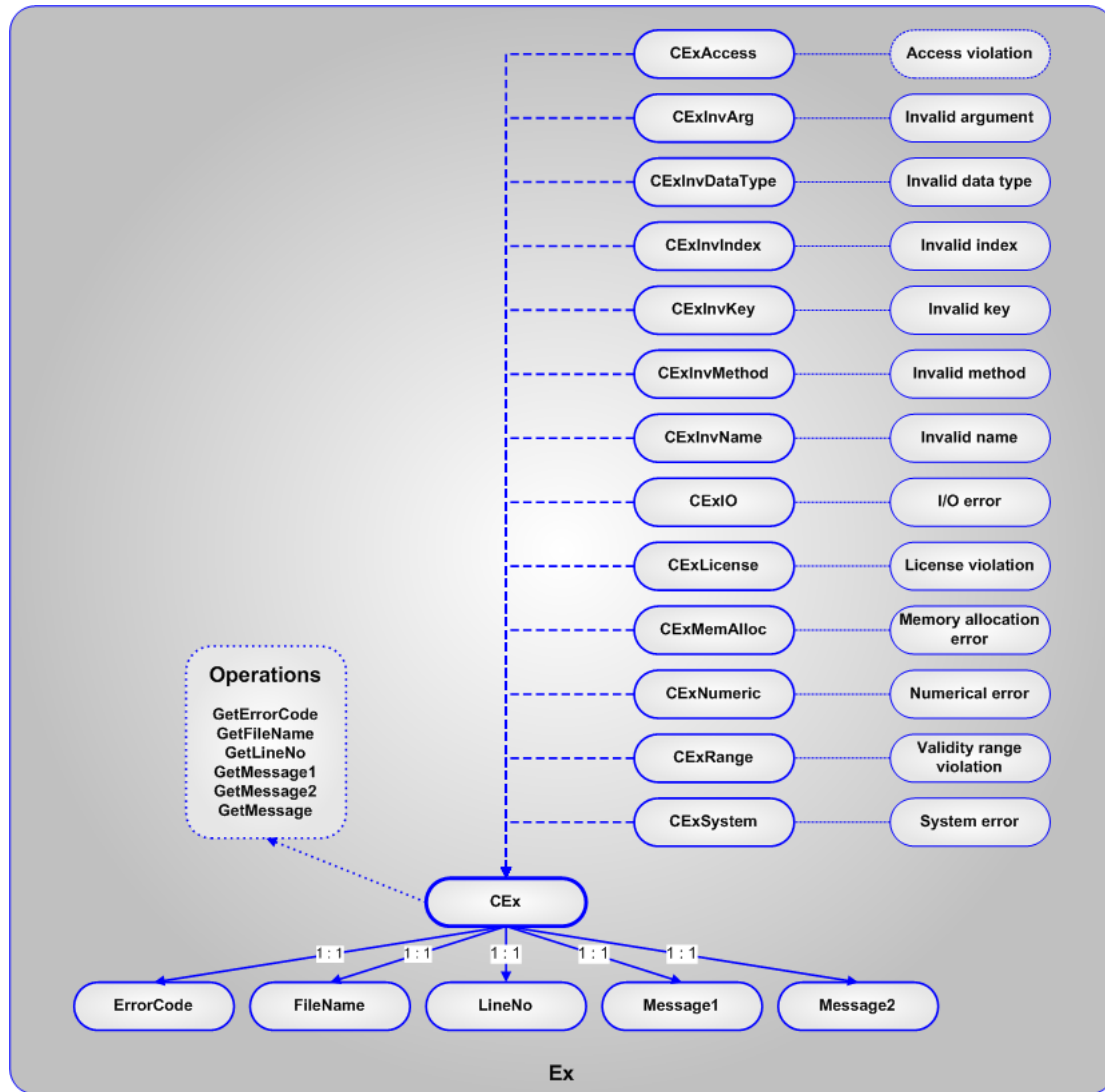 CExAccess
Access violation
CExInvArg
Invalid argument
CExInvDataType
Invalid data type
CExInvIndex
Invalid index
CExInvKey
Invalid key
CExInvMethod
Invalid method
CExInvName
Invalid name
CExIO
I/O error
CExLicense
License violation
CExMemAlloc
Memory allocation
error
CExNumeric
Numerical error
CExRange
Validity range
violation
CExSystem
System error
Operations
GetErrorCode
GetFileName
GetLineNo
GetMessage1
GetMessage2
GetMessage
CEx
1 : 1
1 : 1
1 : 1
1 : 1
1 : 1
ErrorCode
FileName
LineNo
Message1
Message2
Ex